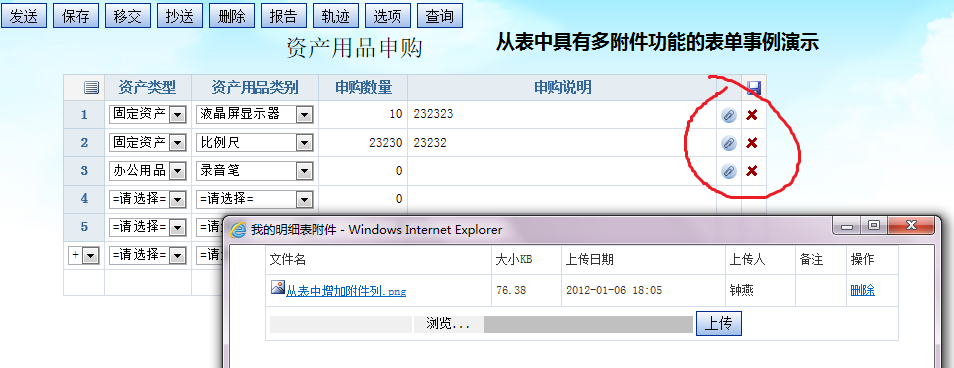 发送 保存 移交 抄送 删除 报告 轨迹 选项 查询
资产用品申购 从表中具有多附件功能的表单事例演示
资产类型 资产用品类别 申购数量 申购说明
1 固定资产 液晶屏显示器 10 232323
2 固定资产 比例尺 23230 23232
3 办公用品 录音笔 0
4 =请选择= =请选择= 0
5 =请选择= =请选
+ =请选择= =请选
我的明细表附件 - Windows Internet Explorer
文件名 大小KB 上传日期 上传人 备注 操作
从表中增加附件列.png 76.38 2012-01-06 18:05 钟燕 删除
浏览... 上传